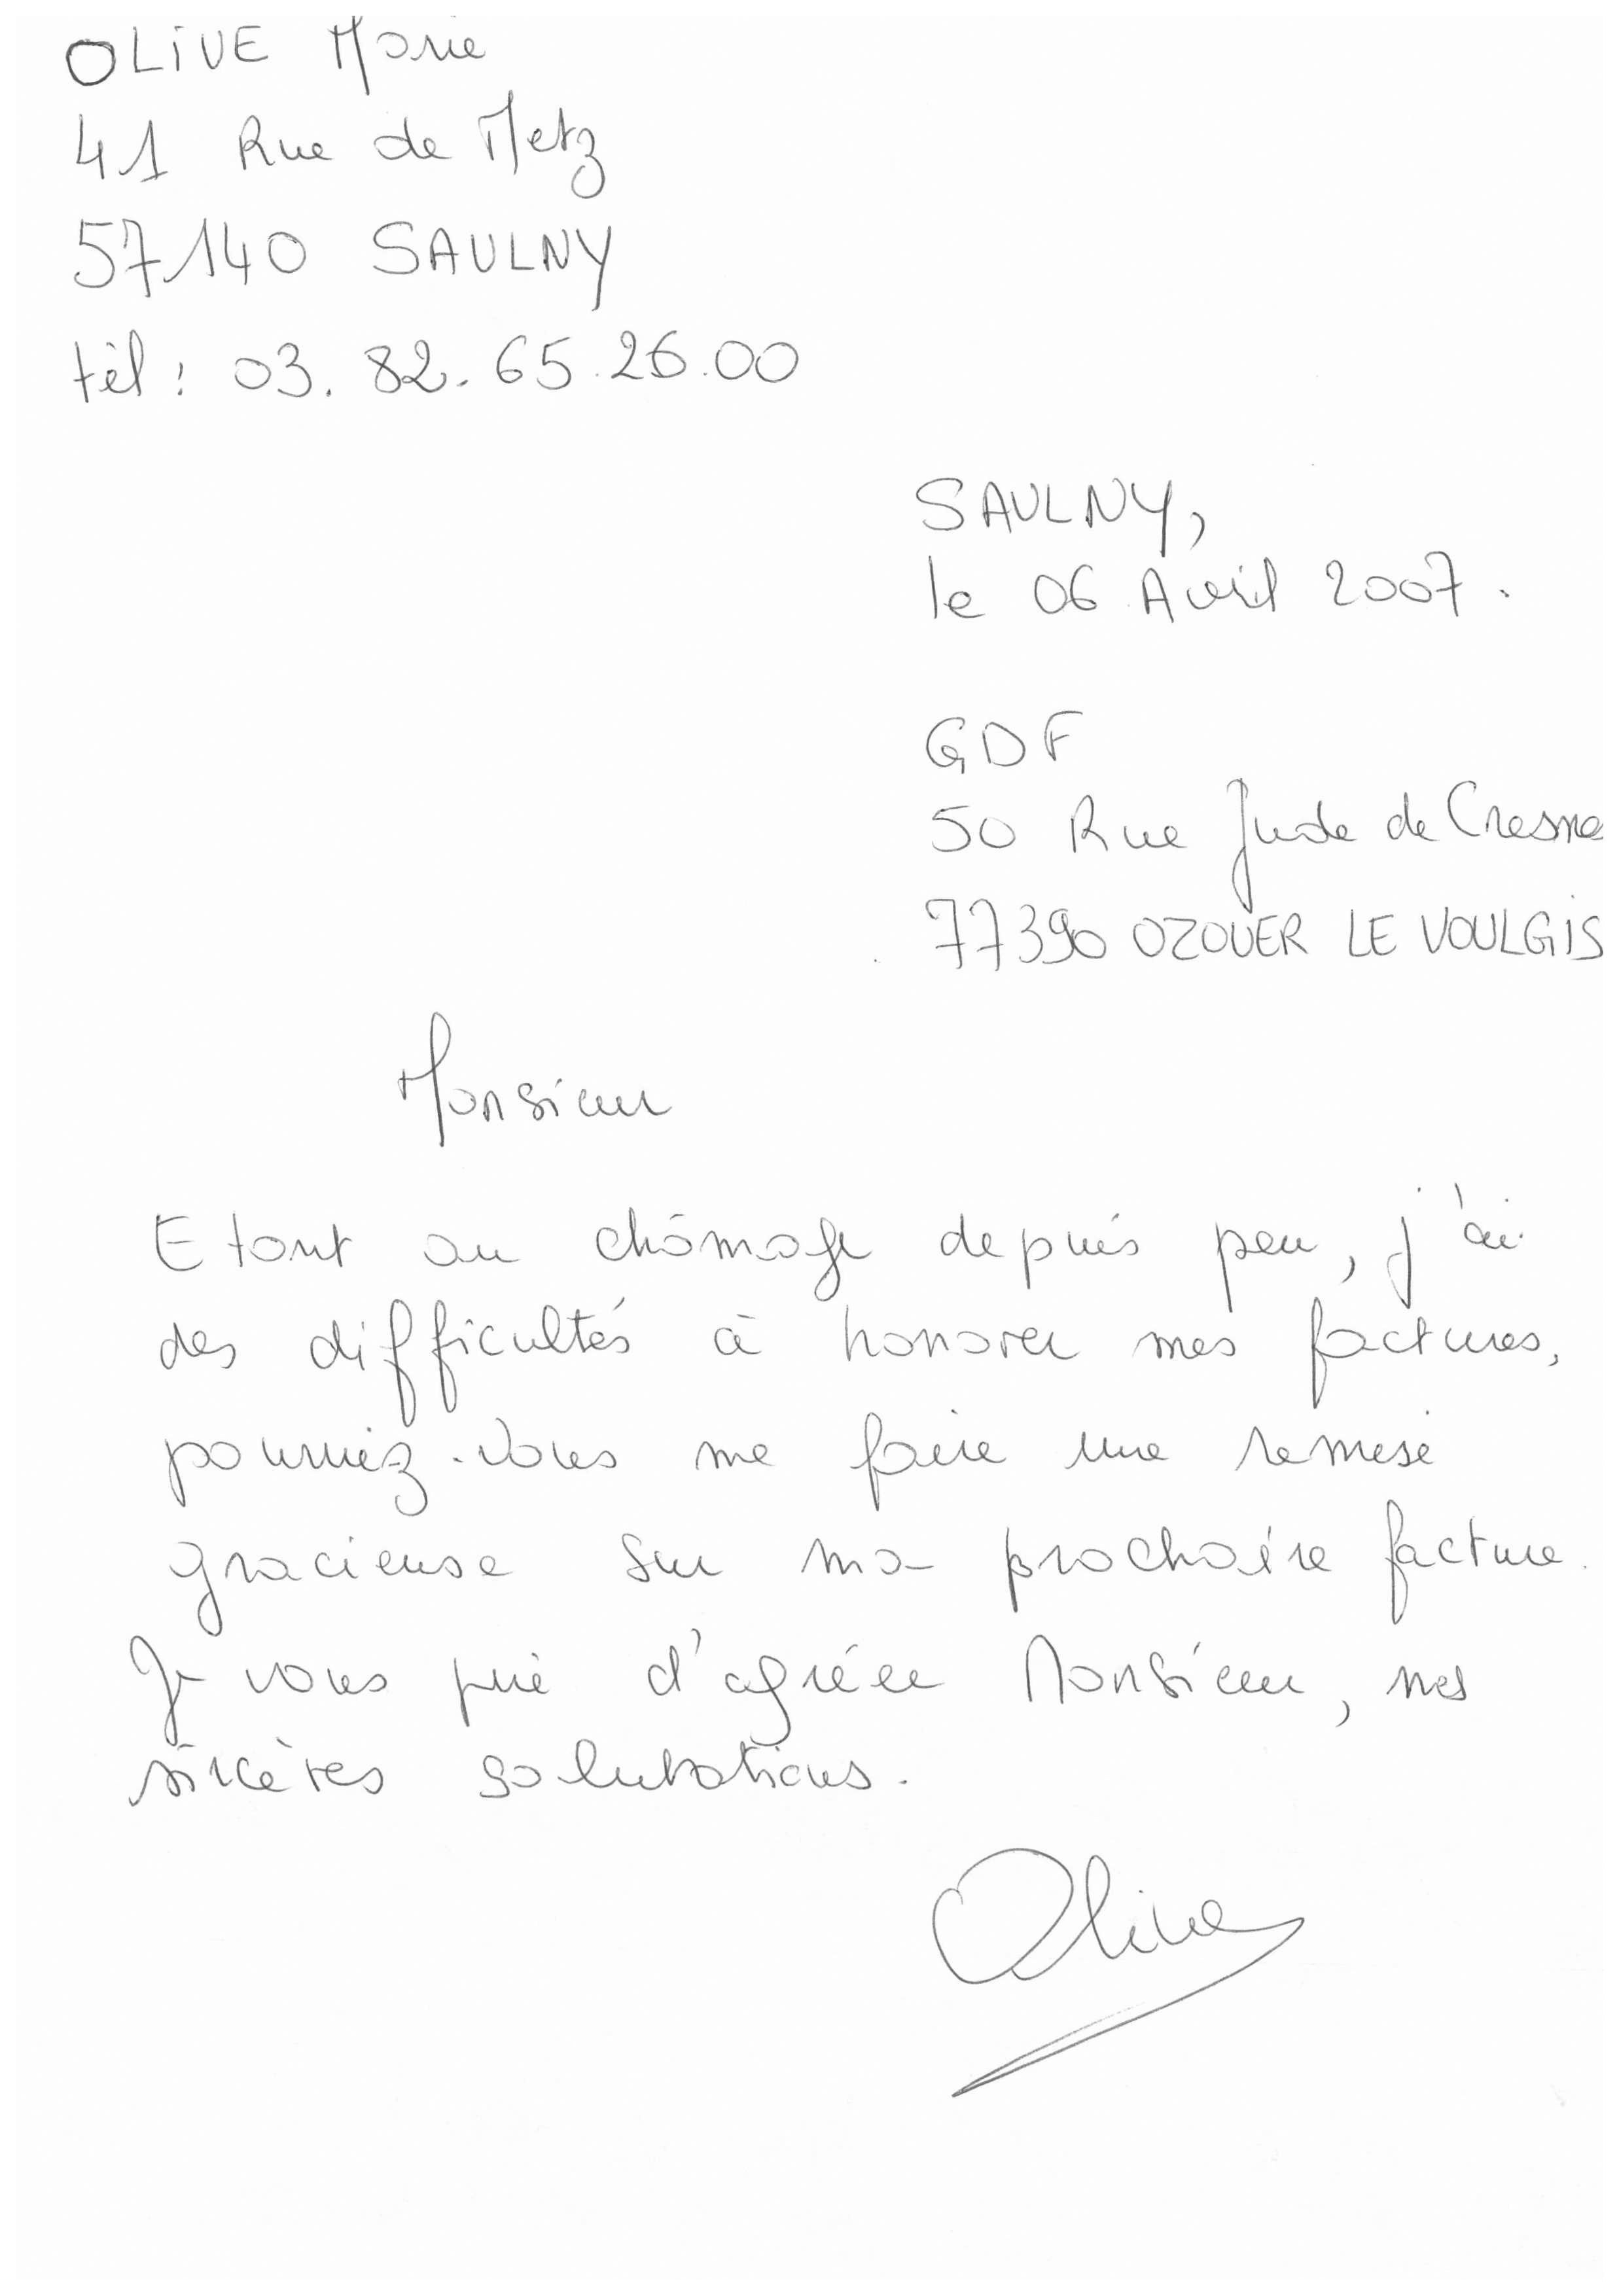 OLIVE Marie
41 Rue de Metz
57140 SAULNY
tèl : 03.82.65.26.00
SAULNY,
le 06 Avril 2007.
GDF
50 Rue Jude de Cresne
77390 OZOUER LE VOULGIS
Monsieur
Etant au chômage depuis peu, j'ai
des difficultés à honorer mes factures,
pourriez-vous me faire une remise
gracieuse sur ma prochaire facture.
Je vous prie d'agréer Monsieur, mes
sincères salutations.
Olive